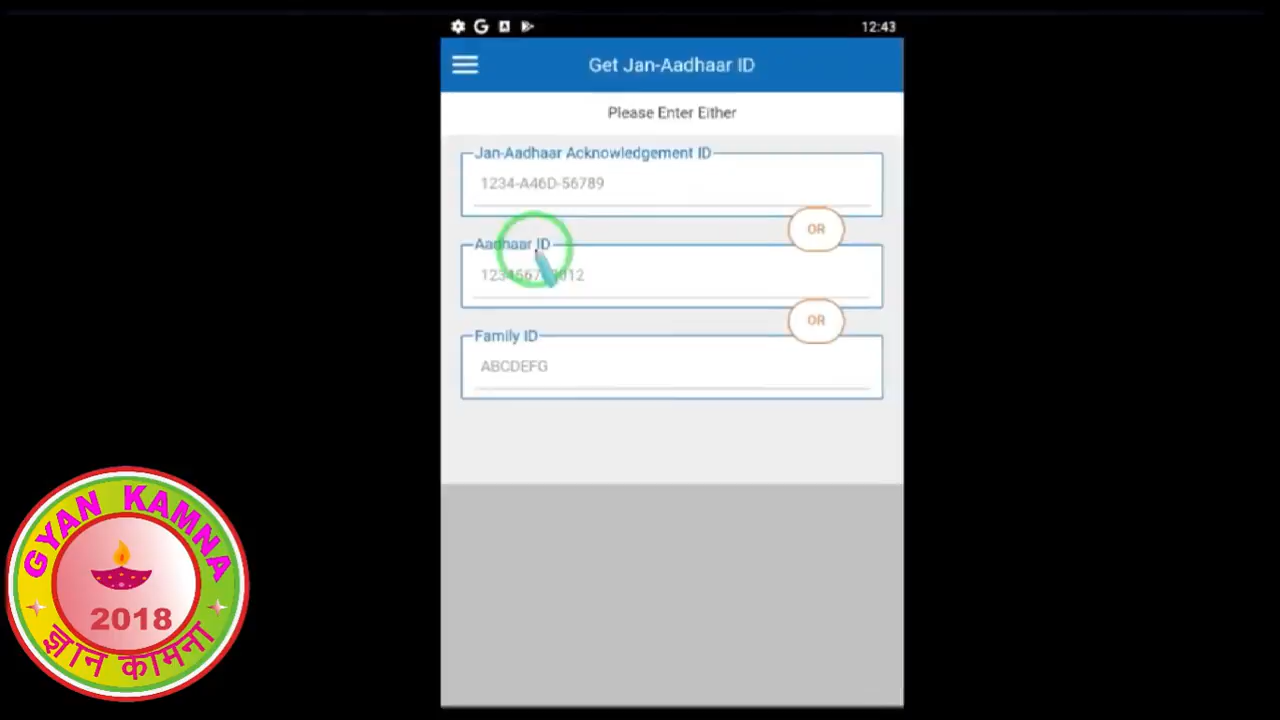 12:43
Get Jan-Aadhaar ID
Please Enter Either
Jan-Aadhaar Acknowledgement ID
1234-A46D-56789
OR
Aadhaar ID
123456789012
OR
Family ID
ABCDEFG
GYAN KAMNA
2018
ज्ञान कामना